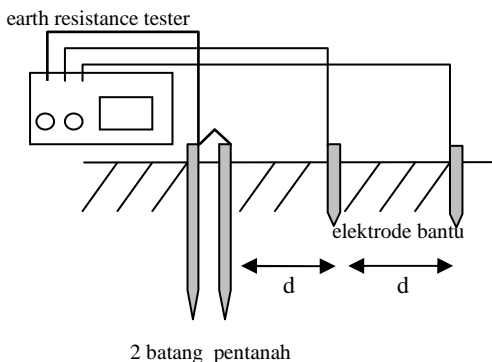 earth resistance tester
elektrode bantu
d
d
2 batang pentanah